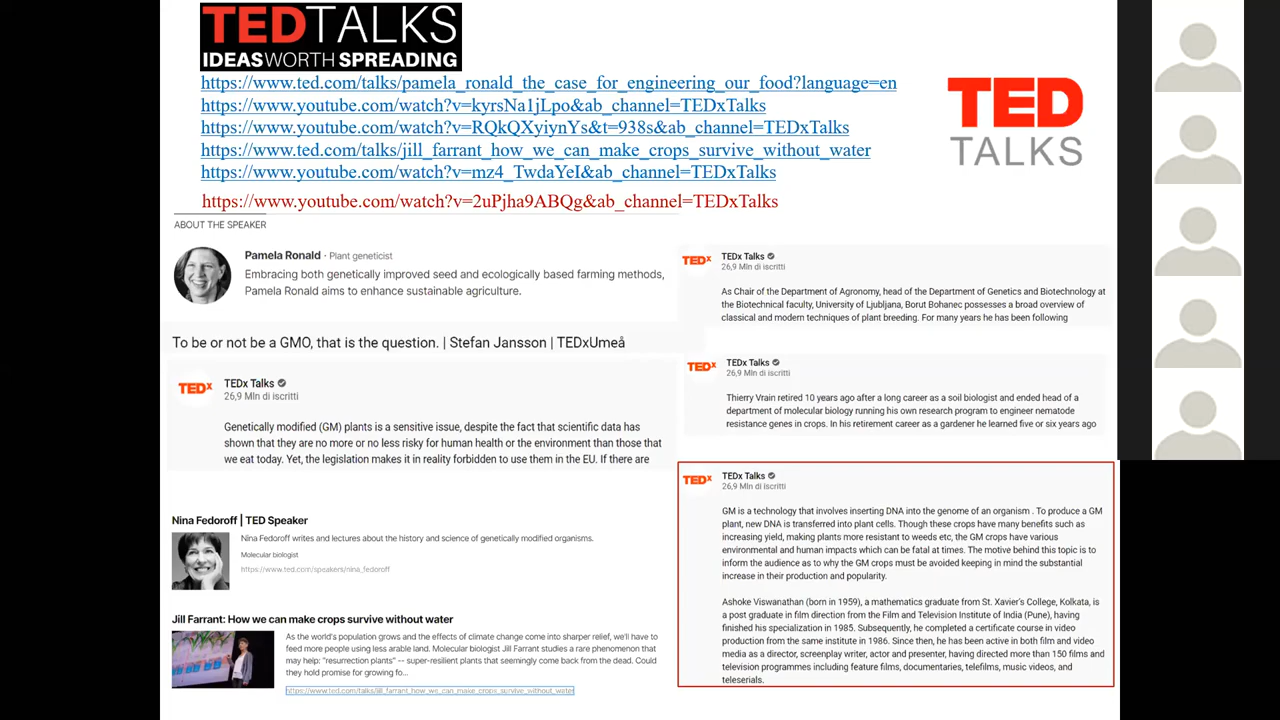 TEDTALKS
IDEAS WORTH SPREADING
https://www.ted.com/talks/pamela_ronald_the_case_for_engineering_our_food?language=en
https://www.youtube.com/watch?v=kyrsNa1jLpo&ab_channel=TEDxTalks
https://www.youtube.com/watch?v=RQkQXyiynYs&t=938s&ab_channel=TEDxTalks
https://www.ted.com/talks/jill_farrant_how_we_can_make_crops_survive_without_water
https://www.youtube.com/watch?v=mz4_TwdaYeI&ab_channel=TEDxTalks
https://www.youtube.com/watch?v=2uPjha9ABQg&ab_channel=TEDxTalks
TED
TALKS
ABOUT THE SPEAKER
Pamela Ronald · Plant geneticist
Embracing both genetically improved seed and ecologically based farming methods,
Pamela Ronald aims to enhance sustainable agriculture.
To be or not be a GMO, that is the question. | Stefan Jansson | TEDxUmeå
TEDx
TEDx Talks
26,9 Mln di iscritti
Genetically modified (GM) plants is a sensitive issue, despite the fact that scientific data has
shown that they are no more or no less risky for human health or the environment than those that
we eat today. Yet, the legislation makes it in reality forbidden to use them in the EU. If there are
Nina Fedoroff | TED Speaker
Nina Fedoroff writes and lectures about the history and science of genetically modified organisms.
Molecular biologist
https://www.ted.com/speakers/nina_fedoroff
Jill Farrant: How we can make crops survive without water
As the world's population grows and the effects of climate change come into sharper relief, we'll have to
feed more people using less arable land. Molecular biologist Jill Farrant studies a rare phenomenon that
may help: "resurrection plants" -- super-resilient plants that seemingly come back from the dead. Could
they hold promise for growing fo...
https://www.ted.com/talks/jill_farrant_how_we_can_make_crops_survive_without_water
TEDx
TEDx Talks
26,9 Mln di iscritti
As Chair of the Department of Agronomy, head of the Department of Genetics and Biotechnology at
the Biotechnical faculty, University of Ljubljana, Borut Bohanec possesses a broad overview of
classical and modern techniques of plant breeding. For many years he has been following
TEDx
TEDx Talks
26,9 Mln di iscritti
Thierry Vrain retired 10 years ago after a long career as a soil biologist and ended head of a
department of molecular biology running his own research program to engineer nematode
resistance genes in crops. In his retirement career as a gardener he learned five or six years ago
TEDx
TEDx Talks
26,9 Mln di iscritti
GM is a technology that involves inserting DNA into the genome of an organism . To produce a GM
plant, new DNA is transferred into plant cells. Though these crops have many benefits such as
increasing yield, making plants more resistant to weeds etc, the GM crops have various
environmental and human impacts which can be fatal at times. The motive behind this topic is to
inform the audience as to why the GM crops must be avoided keeping in mind the substantial
increase in their production and popularity.
Ashoke Viswanathan (born in 1959), a mathematics graduate from St. Xavier's College, Kolkata, is
a post graduate in film direction from the Film and Television Institute of India (Pune), having
finished his specialization in 1985. Subsequently, he completed a certificate course in video
production from the same institute in 1986. Since then, he has been active in both film and video
media as a director, screenplay writer, actor and presenter, having directed more than 150 films and
television programmes including feature films, documentaries, telefilms, music videos, and
teleserials.